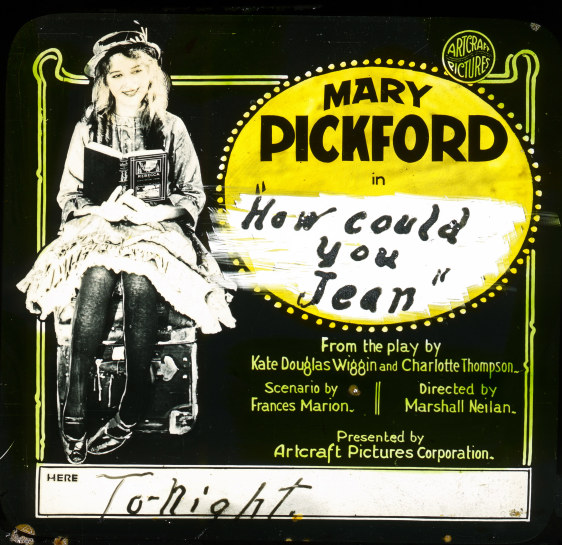 ARTCRAFT
PICTURES
MARY
PICKFORD
in
"How could
you
Jean"
From the play by
Kate Douglas Wiggin and Charlotte Thompson.
Scenario by
Frances Marion.
Directed by
Marshall Neilan.
Presented by
Artcraft Pictures Corporation.
HERE
To-Night.